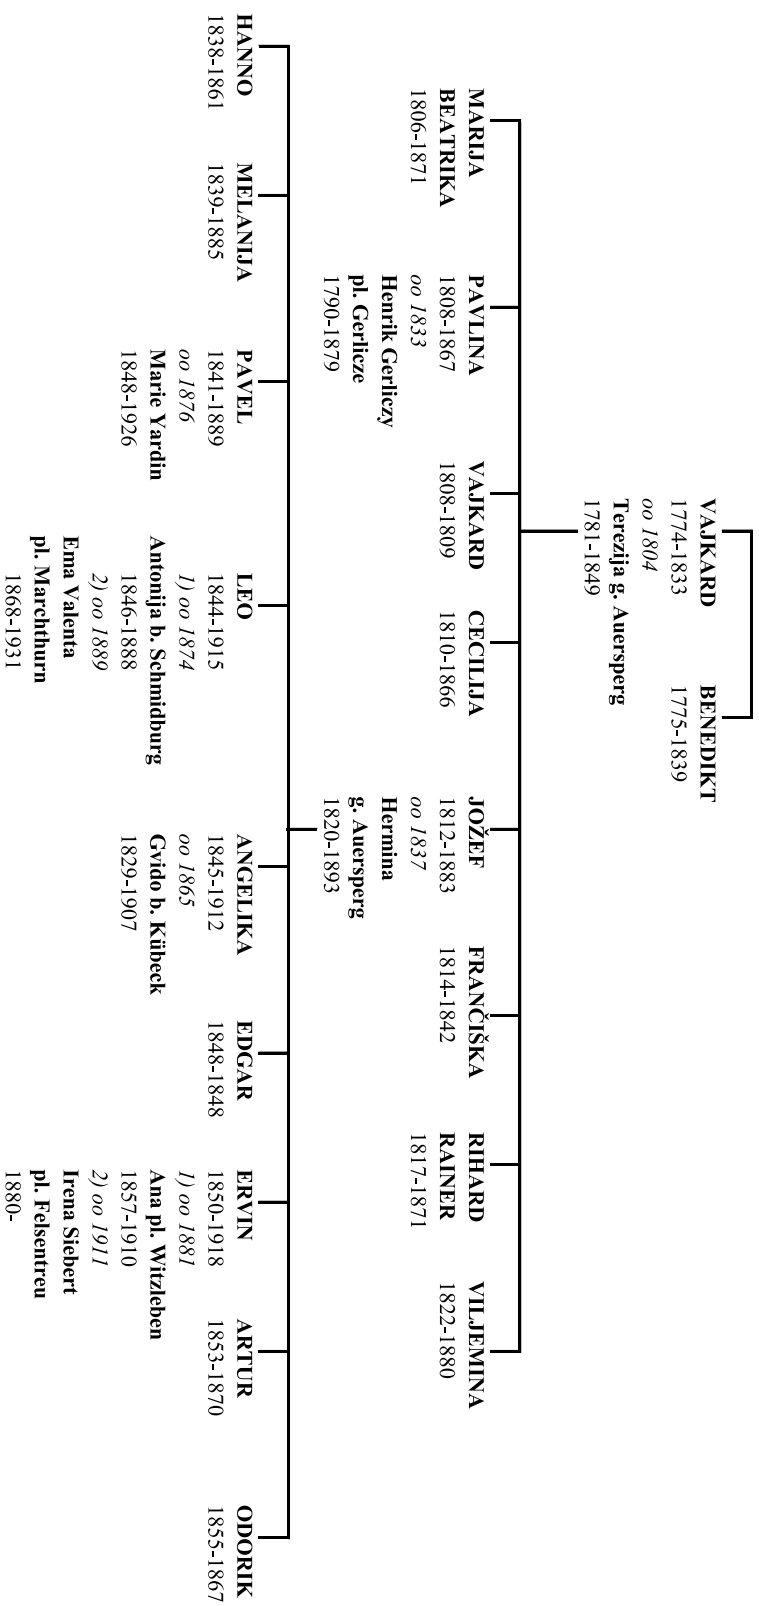 VAJKARD
1774-1833
oo 1804
Terezija g. Auersperg
1781-1849
BENEDIKT
1775-1839
MARIJA
BEATRIKA
1806-1871
PAVLINA
1808-1867
oo 1833
Henrik Gerliczy
pl. Gerlicze
1790-1879
VAJKARD
1808-1809
CECILIJA
1810-1866
JOŽEF
1812-1883
oo 1837
Hermina
g. Auersperg
1820-1893
FRANČIŠKA
1814-1842
RIHARD
RAINER
1817-1871
VILJEMINA
1822-1880
HANNO
1838-1861
MELANIJA
1839-1885
PAVEL
1841-1889
oo 1876
Marie Yardin
1848-1926
LEO
1844-1915
1) oo 1874
Antonija b. Schmidburg
1846-1888
2) oo 1889
Ema Valenta
pl. Marchthurn
1868-1931
ANGELIKA
1845-1912
oo 1865
Gvido b. Kübeck
1829-1907
EDGAR
1848-1848
ERVIN
1850-1918
1) oo 1881
Ana pl. Witzleben
1857-1910
2) oo 1911
Irena Siebert
pl. Felsentreu
1880-
ARTUR
1853-1870
ODORIK
1855-1867